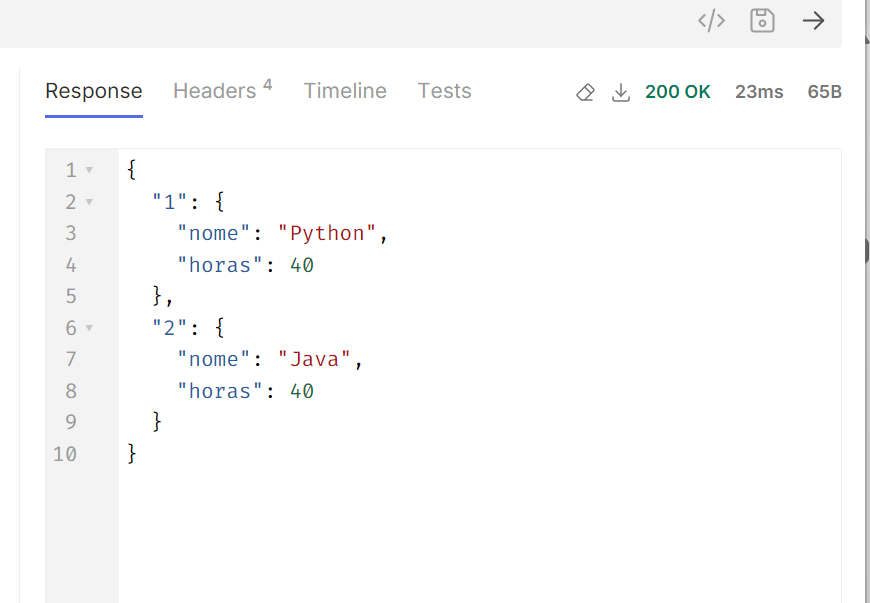 </>
Response Headers 4 Timeline Tests 200 OK 23ms 65B
1 {
2 "1": {
3 "nome": "Python",
4 "horas": 40
5 },
6 "2": {
7 "nome": "Java",
8 "horas": 40
9 }
10 }